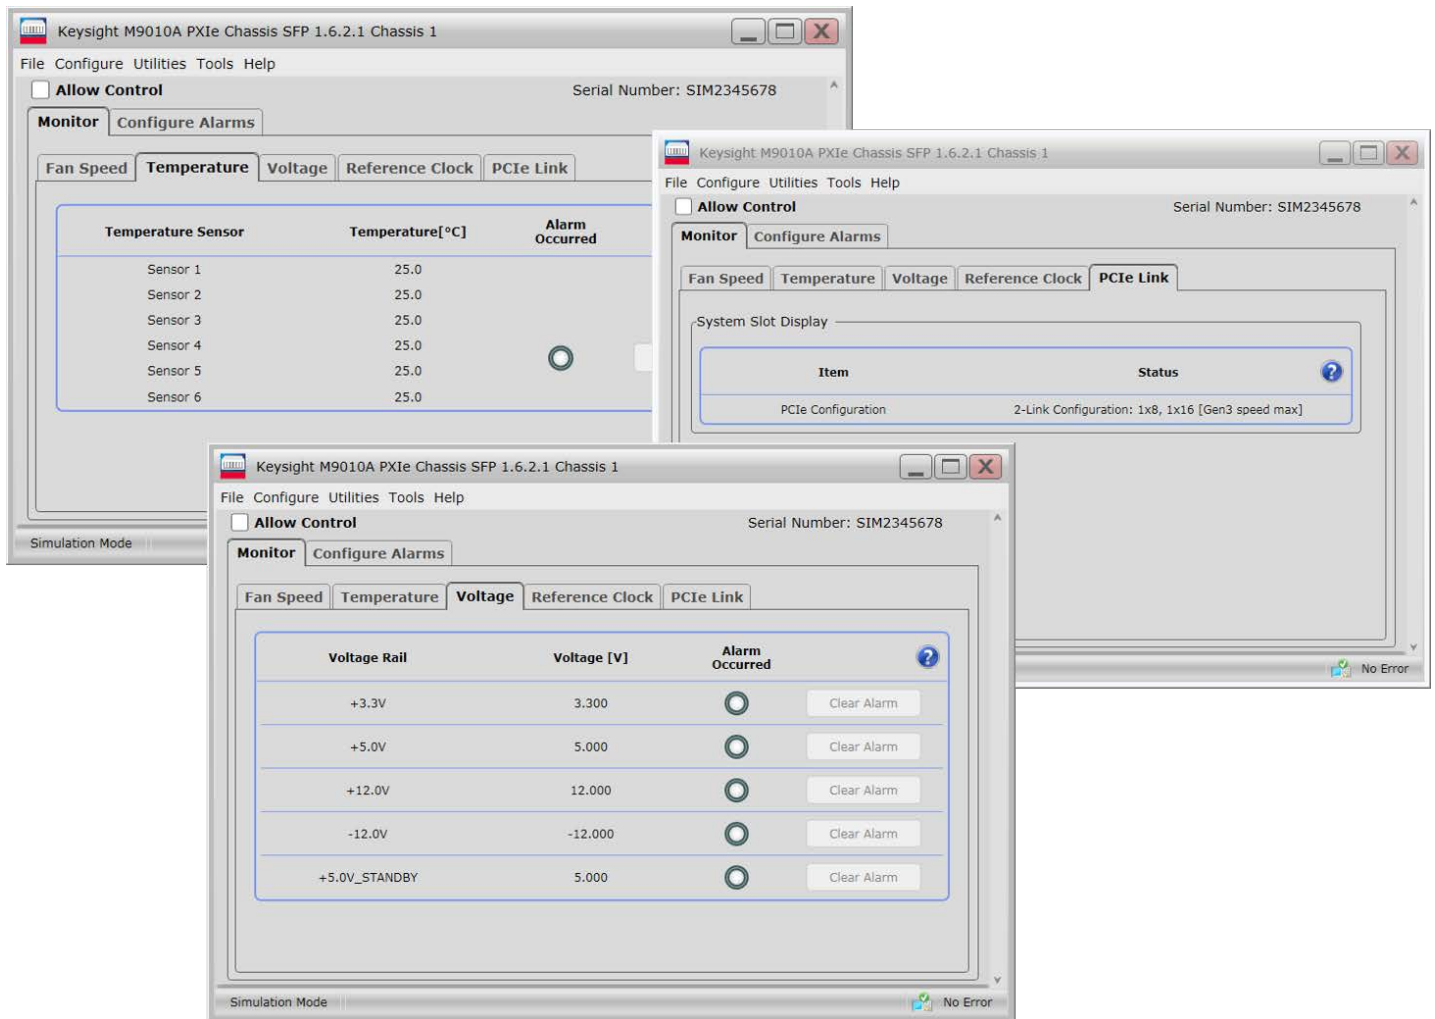 Keysight M9010A PXIe Chassis SFP 1.6.2.1 Chassis 1
File Configure Utilities Tools Help
Allow Control Serial Number: SIM2345678
Monitor Configure Alarms
Fan Speed Temperature Voltage Reference Clock PCIe Link
Temperature Sensor Temperature[°C] Alarm Occurred
Sensor 1 25.0
Sensor 2 25.0
Sensor 3 25.0
Sensor 4 25.0
Sensor 5 25.0
Sensor 6 25.0
Simulation Mode
Keysight M9010A PXIe Chassis SFP 1.6.2.1 Chassis 1
File Configure Utilities Tools Help
Allow Control Serial Number: SIM2345678
Monitor Configure Alarms
Fan Speed Temperature Voltage Reference Clock PCIe Link
System Slot Display
Item Status ?
PCIe Configuration 2-Link Configuration: 1x8, 1x16 [Gen3 speed max]
No Error
Keysight M9010A PXIe Chassis SFP 1.6.2.1 Chassis 1
File Configure Utilities Tools Help
Allow Control Serial Number: SIM2345678
Monitor Configure Alarms
Fan Speed Temperature Voltage Reference Clock PCIe Link
Voltage Rail Voltage [V] Alarm Occurred ?
+3.3V 3.300 Clear Alarm
+5.0V 5.000 Clear Alarm
+12.0V 12.000 Clear Alarm
-12.0V -12.000 Clear Alarm
+5.0V_STANDBY 5.000 Clear Alarm
Simulation Mode No Error